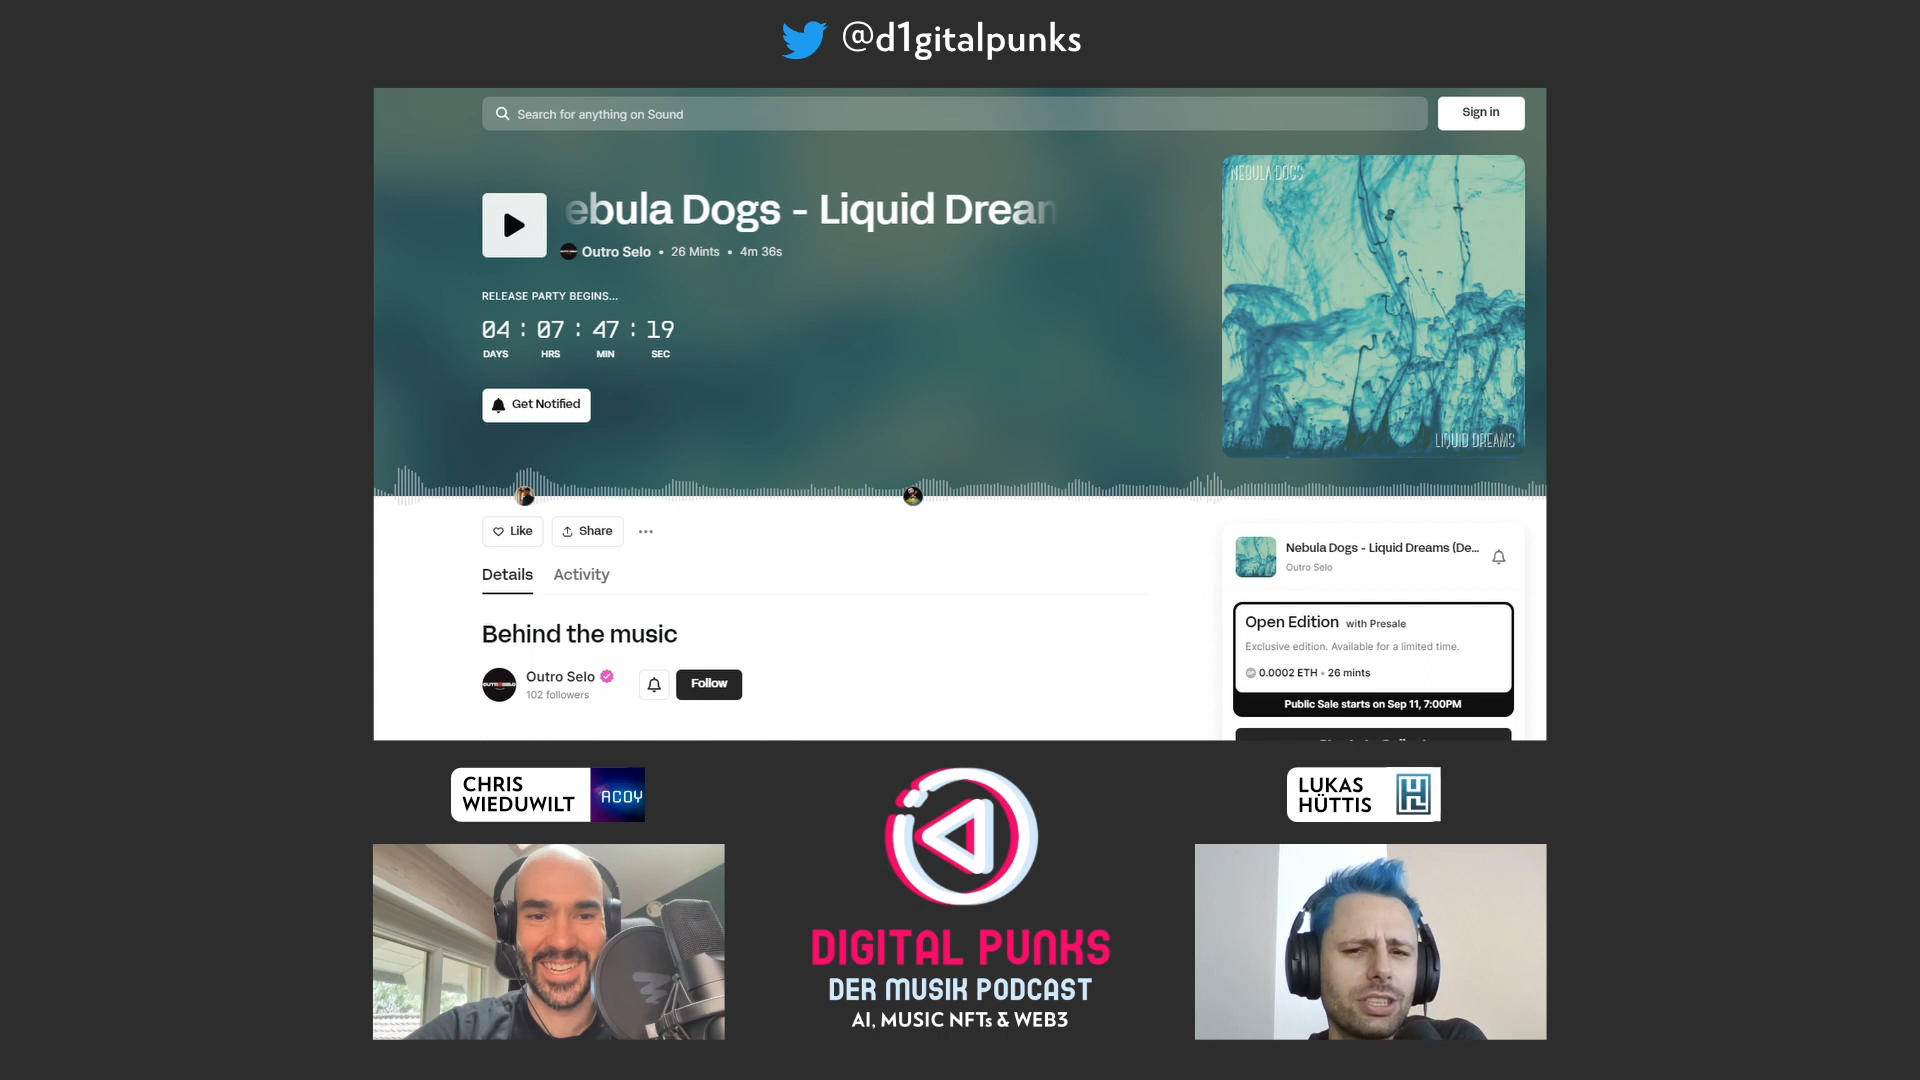 @d1gitalpunks
Search for anything on Sound
Sign in
NEBULA DOGS
ebula Dogs - Liquid Drean
Outro Selo • 26 Mints • 4m 36s
RELEASE PARTY BEGINS...
04 : 07 : 47 : 19
DAYS HRS MIN SEC
Get Notified
LIQUID DREAMS
Like Share ...
Details Activity
Nebula Dogs - Liquid Dreams (De...
Outro Selo
Behind the music
Open Edition with Presale
Exclusive edition. Available for a limited time.
0.0002 ETH • 26 mints
Public Sale starts on Sep 11, 7:00PM
OUTRO SELO
Outro Selo
102 followers
Follow
CHRIS
WIEDUWILT
ACOY
LUKAS
HÜTTIS
DIGITAL PUNKS
DER MUSIK PODCAST
AI, MUSIC NFTs & WEB3